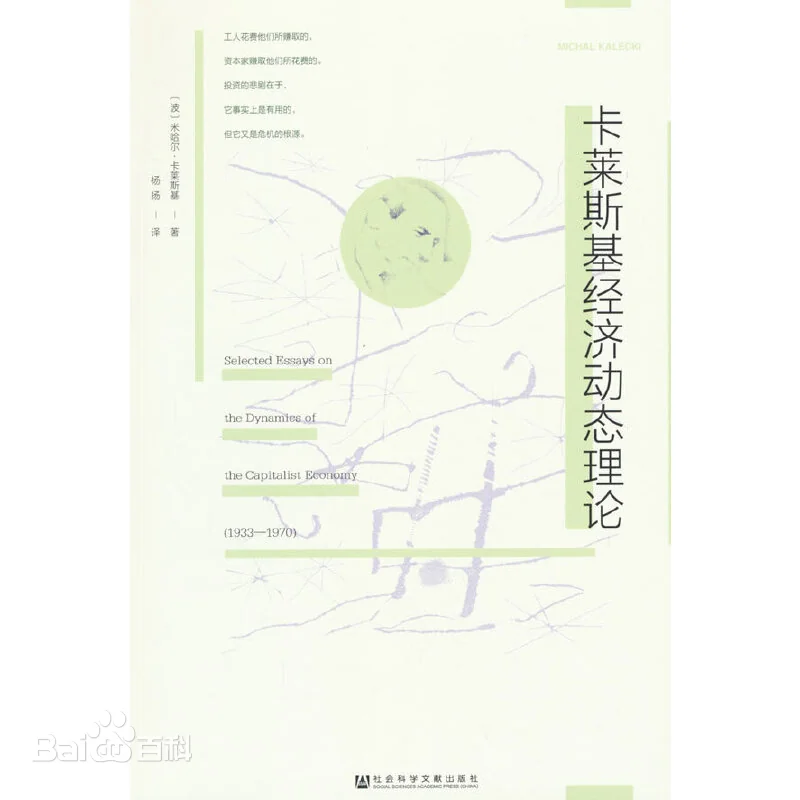 工人花费他们所赚取的，
资本家赚取他们所花费的。
投资的悲剧在于，
它事实上是有用的，
但它又是危机的根源。
MICHAL KALECKI
卡莱斯基经济动态理论
〔波〕米哈尔·卡莱斯基 — 著
杨扬 — 译
Selected Essays on
the Dynamics of
the Capitalist Economy
(1933—1970)
Bai百科
社会科学文献出版社
SOCIAL SCIENCES ACADEMIC PRESS (CHINA)